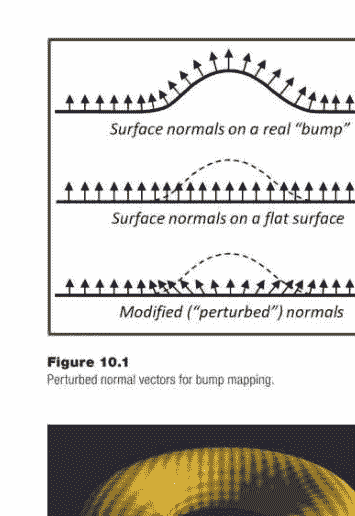 Surface normals on a real “bump”
Surface normals on a flat surface
Modified (“perturbed”) normals
Figure 10.1
Perturbed normal vectors for bump mapping.